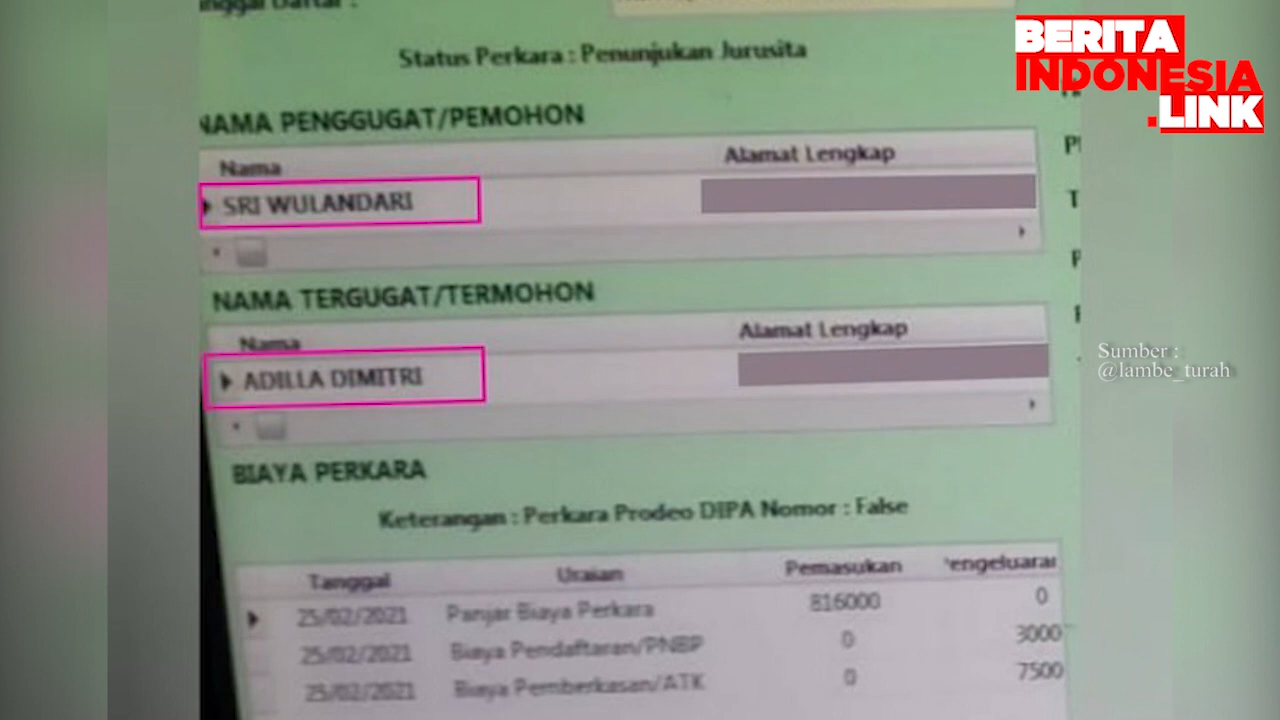 BERITA
INDONESIA
.LINK
Status Perkara : Penunjukan Jurusita
NAMA PENGGUGAT/PEMOHON
Nama Alamat Lengkap
SRI WULANDARI
NAMA TERGUGAT/TERMOHON
Nama Alamat Lengkap
ADILLA DIMITRI
Sumber :
@lambe_turah
BIAYA PERKARA
Keterangan : Perkara Prodeo DIPA Nomor : False
Tanggal Uraian Pemasukan engeluaran
25/02/2021 Panjar Biaya Perkara 816000 0
25/02/2021 Biaya Pendaftaran/PNBP 0 3000
25/02/2021 Biaya Pemberkasan/ATK 0 7500